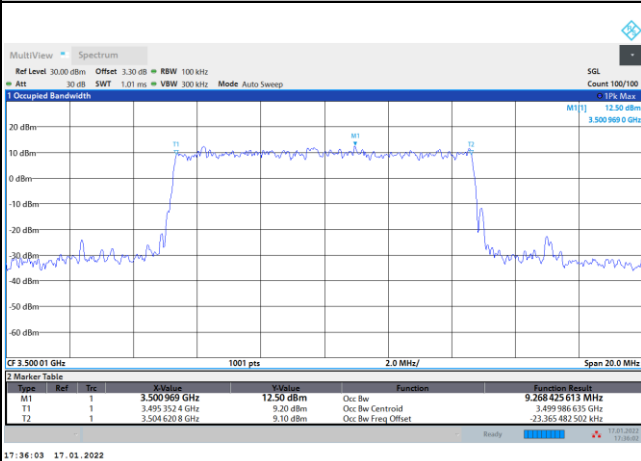 MultiView Spectrum
Ref Level 30.00 dBm Offset 3.30 dB RBW 100 kHz SGL
Att 30 dB SWT 1.01 ms VBW 300 kHz Mode Auto Sweep Count 100/100
1 Occupied Bandwidth 1Pk Max
M1[1] 12.50 dBm
3.500 969 0 GHz
20 dBm
T1 M1 T2
10 dBm
0 dBm
-10 dBm
-20 dBm
-30 dBm
-40 dBm
-50 dBm
-60 dBm
CF 3.500 01 GHz 1001 pts 2.0 MHz/ Span 20.0 MHz
2 Marker Table
Type Ref Trc X-Value Y-Value Function Function Result
M1 1 3.500 969 GHz 12.50 dBm Occ Bw 9.268 425 613 MHz
T1 1 3.495 352 4 GHz 9.20 dBm Occ Bw Centroid 3.499 986 635 GHz
T2 1 3.504 620 8 GHz 9.10 dBm Occ Bw Freq Offset -23.365 482 502 kHz
Ready 17.01.2022
17:36:02
17:36:03 17.01.2022